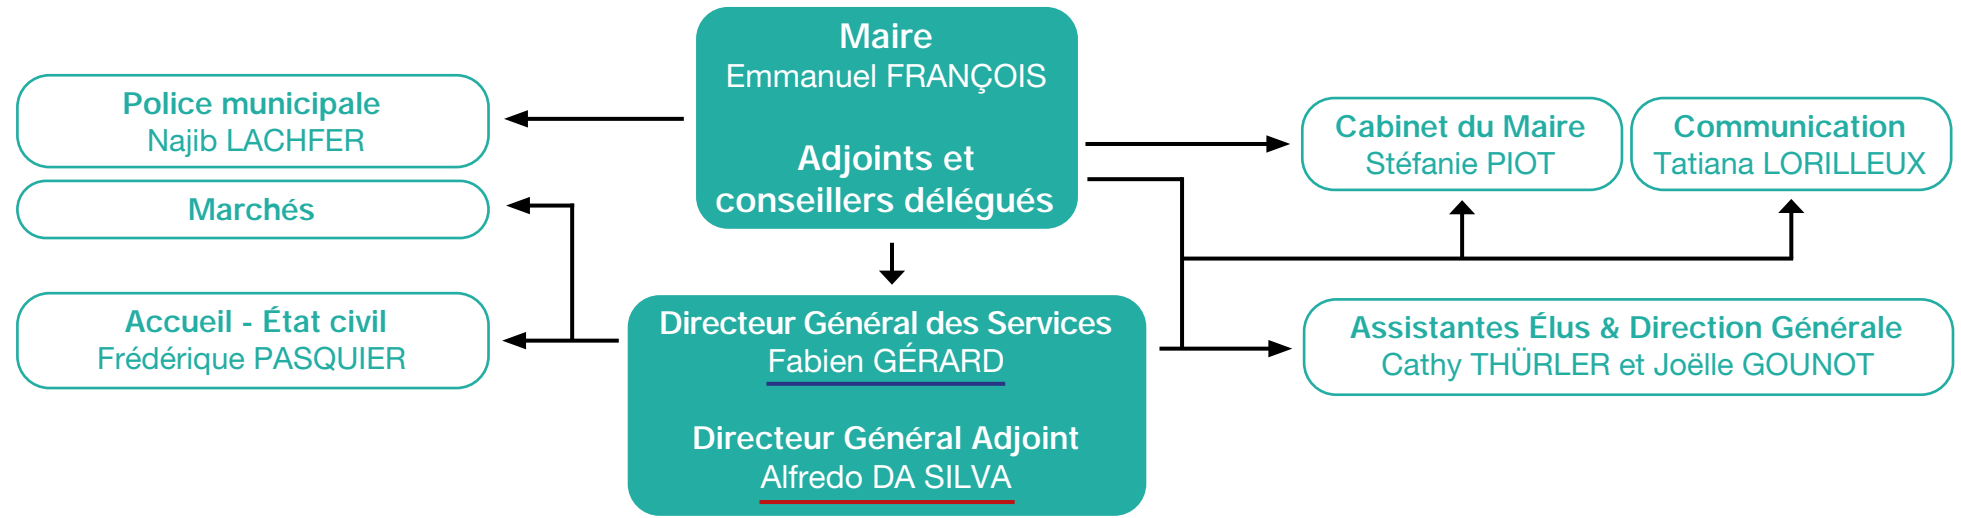 Maire
Emmanuel FRANÇOIS
Adjoints et
conseillers délégués
Police municipale
Najib LACHFER
Marchés
Accueil - État civil
Frédérique PASQUIER
Cabinet du Maire
Stéfanie PIOT
Communication
Tatiana LORILLEUX
Directeur Général des Services
Fabien GÉRARD
Directeur Général Adjoint
Alfredo DA SILVA
Assistantes Élus & Direction Générale
Cathy THÜRLER et Joëlle GOUNOT